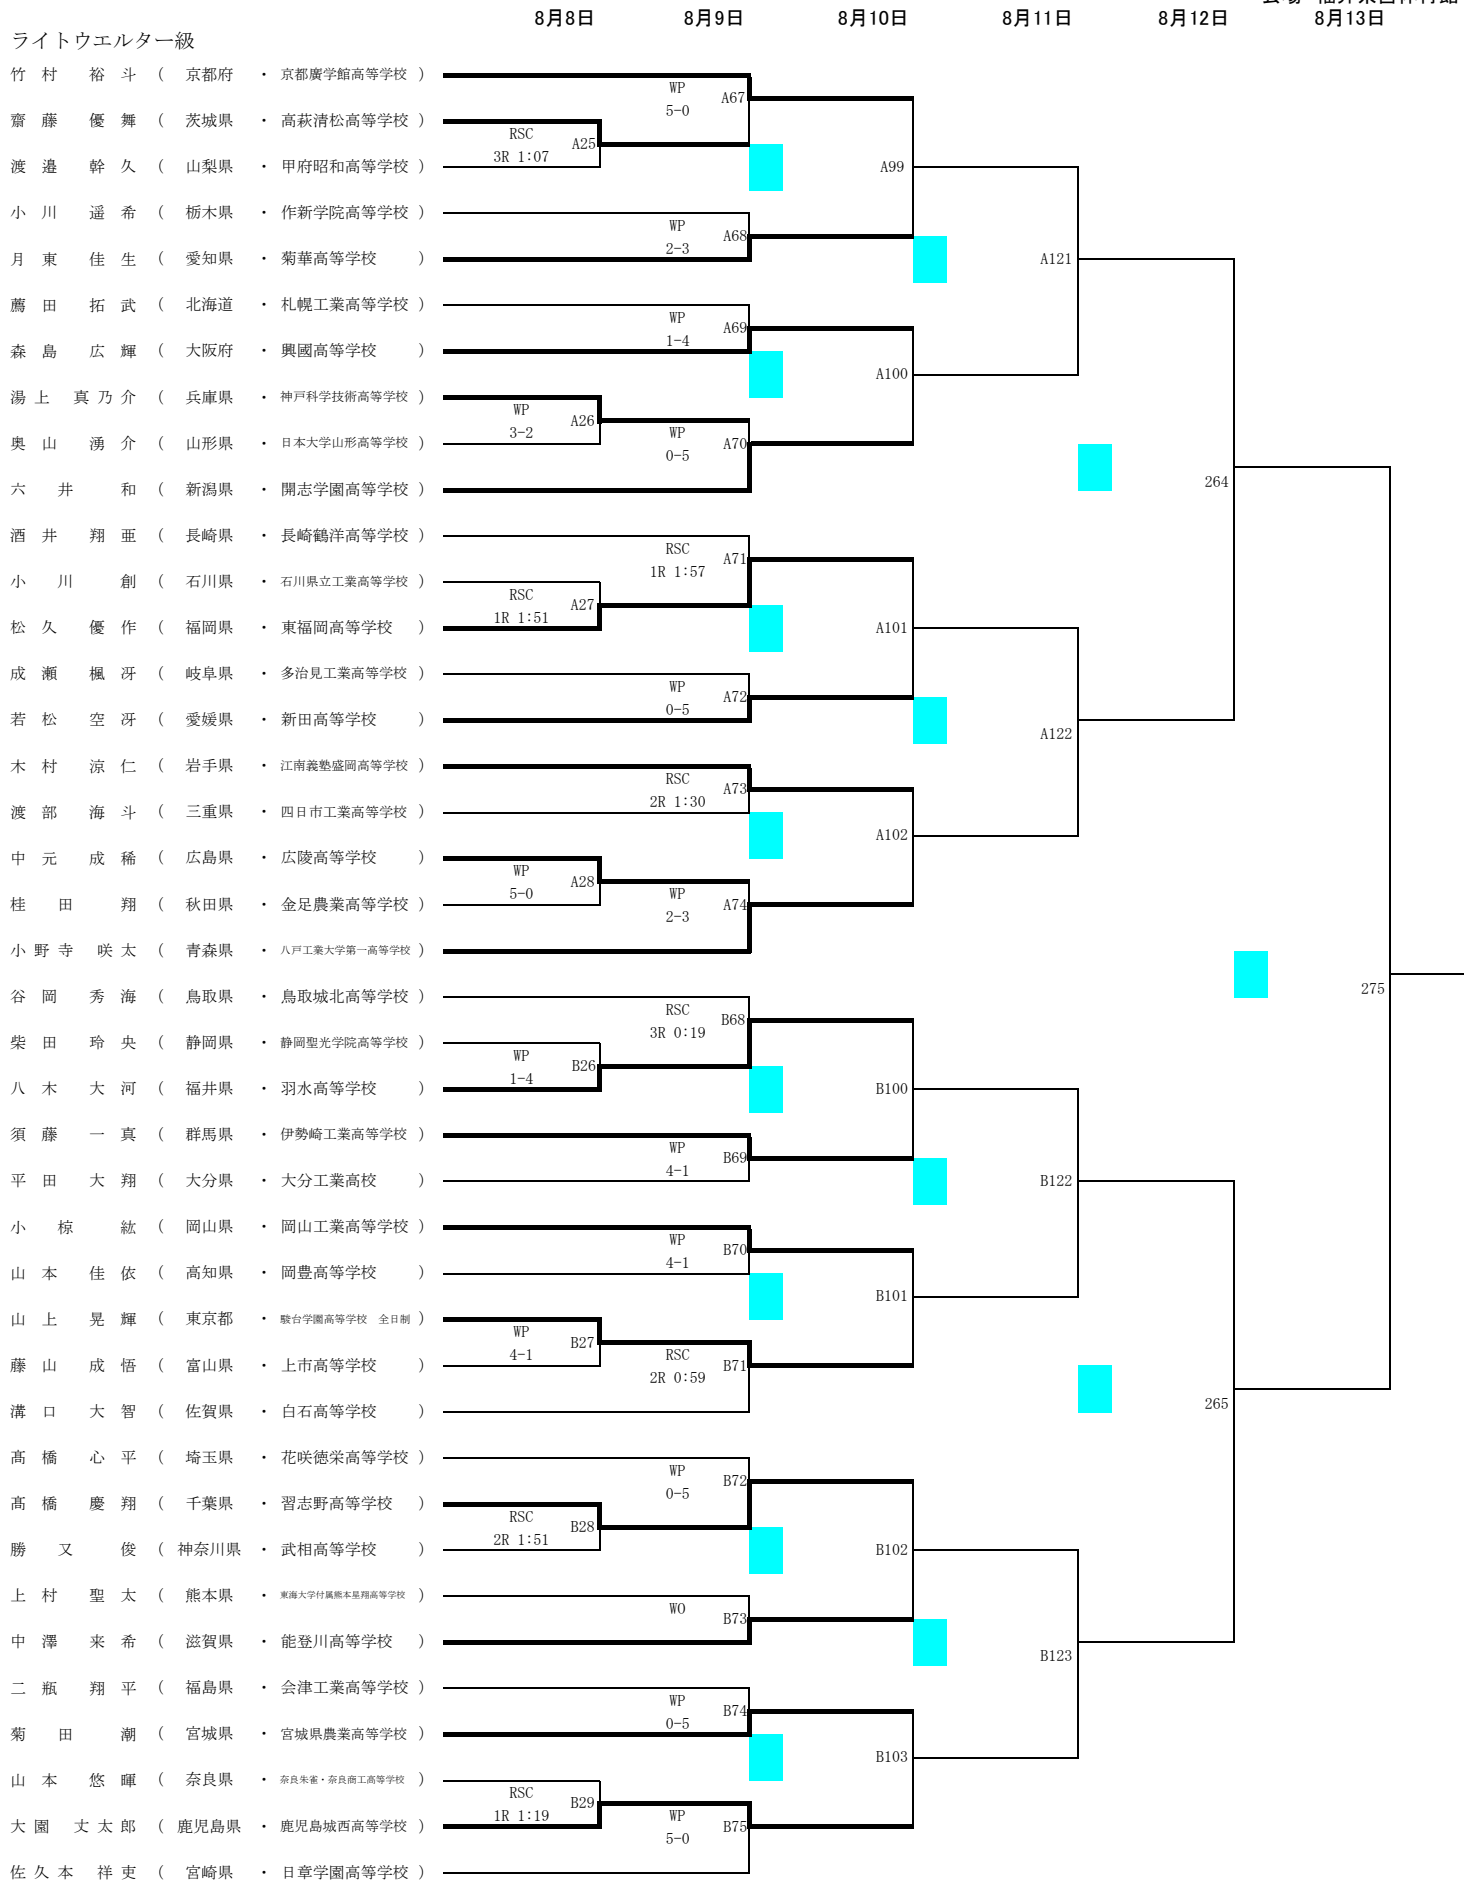 8月8日 8月9日 8月10日 8月11日 8月12日 8月13日
ライトウエルター級
竹村 裕斗 ( 京都府 ・ 京都廣学館高等学校 )
WP
5-0
A67
齋藤 優舞 ( 茨城県 ・ 高萩清松高等学校 )
RSC
3R 1:07
A25
渡邉 幹久 ( 山梨県 ・ 甲府昭和高等学校 )
A99
小川 遥希 ( 栃木県 ・ 作新学院高等学校 )
WP
2-3
A68
月東 佳生 ( 愛知県 ・ 菊華高等学校 )
A121
薦田 拓武 ( 北海道 ・ 札幌工業高等学校 )
WP
1-4
A69
森島 広輝 ( 大阪府 ・ 興國高等学校 )
A100
湯上 真乃介 ( 兵庫県 ・ 神戸科学技術高等学校 )
WP
3-2
A26
奥山 湧介 ( 山形県 ・ 日本大学山形高等学校 )
WP
0-5
A70
六井 和 ( 新潟県 ・ 開志学園高等学校 )
264
酒井 翔亜 ( 長崎県 ・ 長崎鶴洋高等学校 )
RSC
1R 1:57
A71
小川 創 ( 石川県 ・ 石川県立工業高等学校 )
RSC
1R 1:51
A27
松久 優作 ( 福岡県 ・ 東福岡高等学校 )
A101
成瀬 楓冴 ( 岐阜県 ・ 多治見工業高等学校 )
WP
0-5
A72
若松 空冴 ( 愛媛県 ・ 新田高等学校 )
A122
木村 涼仁 ( 岩手県 ・ 江南義塾盛岡高等学校 )
RSC
2R 1:30
A73
渡部 海斗 ( 三重県 ・ 四日市工業高等学校 )
A102
中元 成稀 ( 広島県 ・ 広陵高等学校 )
WP
5-0
A28
桂田 翔 ( 秋田県 ・ 金足農業高等学校 )
WP
2-3
A74
小野寺 咲太 ( 青森県 ・ 八戸工業大学第一高等学校 )
275
谷岡 秀海 ( 鳥取県 ・ 鳥取城北高等学校 )
RSC
3R 0:19
B68
柴田 玲央 ( 静岡県 ・ 静岡聖光学院高等学校 )
WP
1-4
B26
八木 大河 ( 福井県 ・ 羽水高等学校 )
B100
須藤 一真 ( 群馬県 ・ 伊勢崎工業高等学校 )
WP
4-1
B69
平田 大翔 ( 大分県 ・ 大分工業高校 )
B122
小椋 紘 ( 岡山県 ・ 岡山工業高等学校 )
WP
4-1
B70
山本 佳依 ( 高知県 ・ 岡豊高等学校 )
B101
山上 晃輝 ( 東京都 ・ 駿台学園高等学校 全日制 )
WP
4-1
B27
藤山 成悟 ( 富山県 ・ 上市高等学校 )
RSC
2R 0:59
B71
溝口 大智 ( 佐賀県 ・ 白石高等学校 )
265
髙橋 心平 ( 埼玉県 ・ 花咲徳栄高等学校 )
WP
0-5
B72
髙橋 慶翔 ( 千葉県 ・ 習志野高等学校 )
RSC
2R 1:51
B28
勝又 俊 ( 神奈川県 ・ 武相高等学校 )
B102
上村 聖太 ( 熊本県 ・ 東海大学付属熊本星翔高等学校 )
WO
B73
中澤 来希 ( 滋賀県 ・ 能登川高等学校 )
B123
二瓶 翔平 ( 福島県 ・ 会津工業高等学校 )
WP
0-5
B74
菊田 潮 ( 宮城県 ・ 宮城県農業高等学校 )
B103
山本 悠暉 ( 奈良県 ・ 奈良朱雀・奈良商工高等学校 )
RSC
1R 1:19
B29
大園 丈太郎 ( 鹿児島県 ・ 鹿児島城西高等学校 )
WP
5-0
B75
佐久本 祥吏 ( 宮崎県 ・ 日章学園高等学校 )